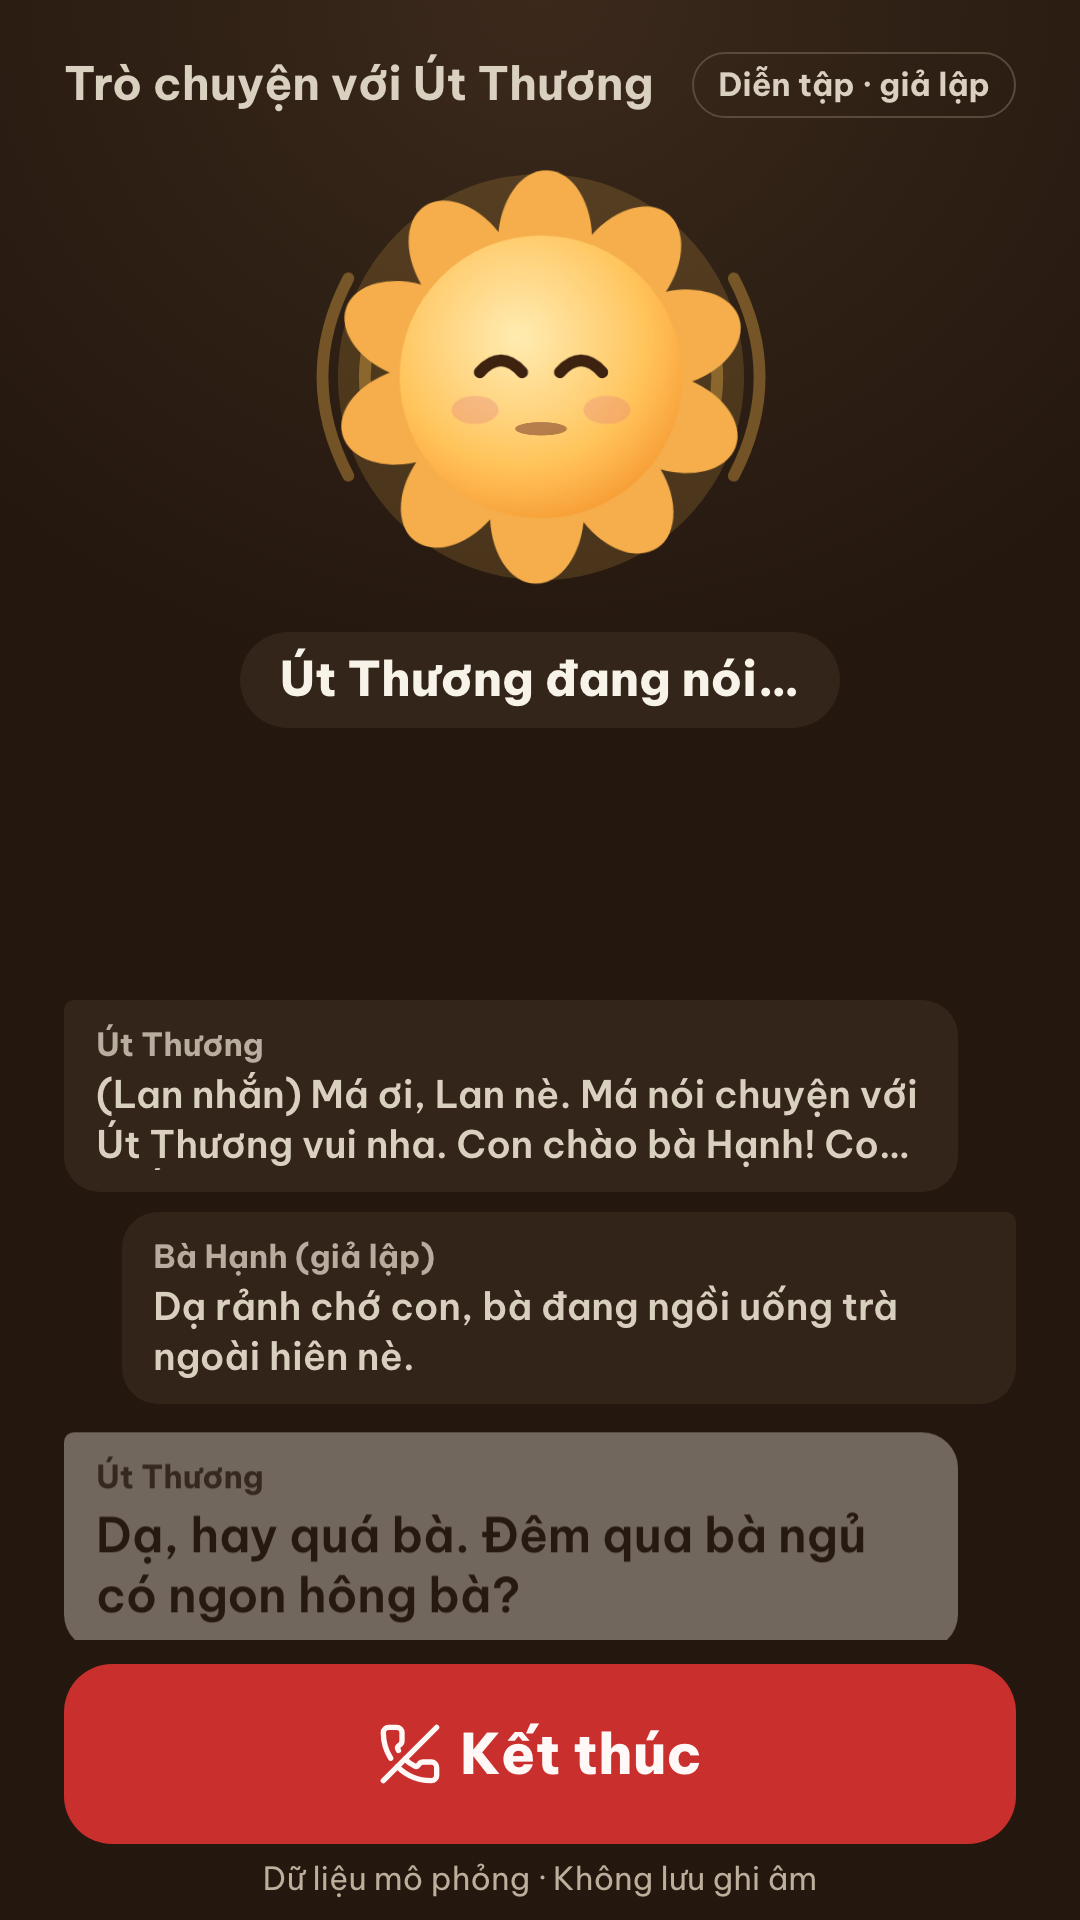 Trò chuyện với Út Thương
Diễn tập · giả lập
Út Thương đang nói...
Út Thương
(Lan nhắn) Má ơi, Lan nè. Má nói chuyện với
Út Thương vui nha. Con chào bà Hạnh! Co...
Bà Hạnh (giả lập)
Dạ rảnh chớ con, bà đang ngồi uống trà
ngoài hiên nè.
Út Thương
Dạ, hay quá bà. Đêm qua bà ngủ
có ngon hông bà?
Kết thúc
Dữ liệu mô phỏng · Không lưu ghi âm